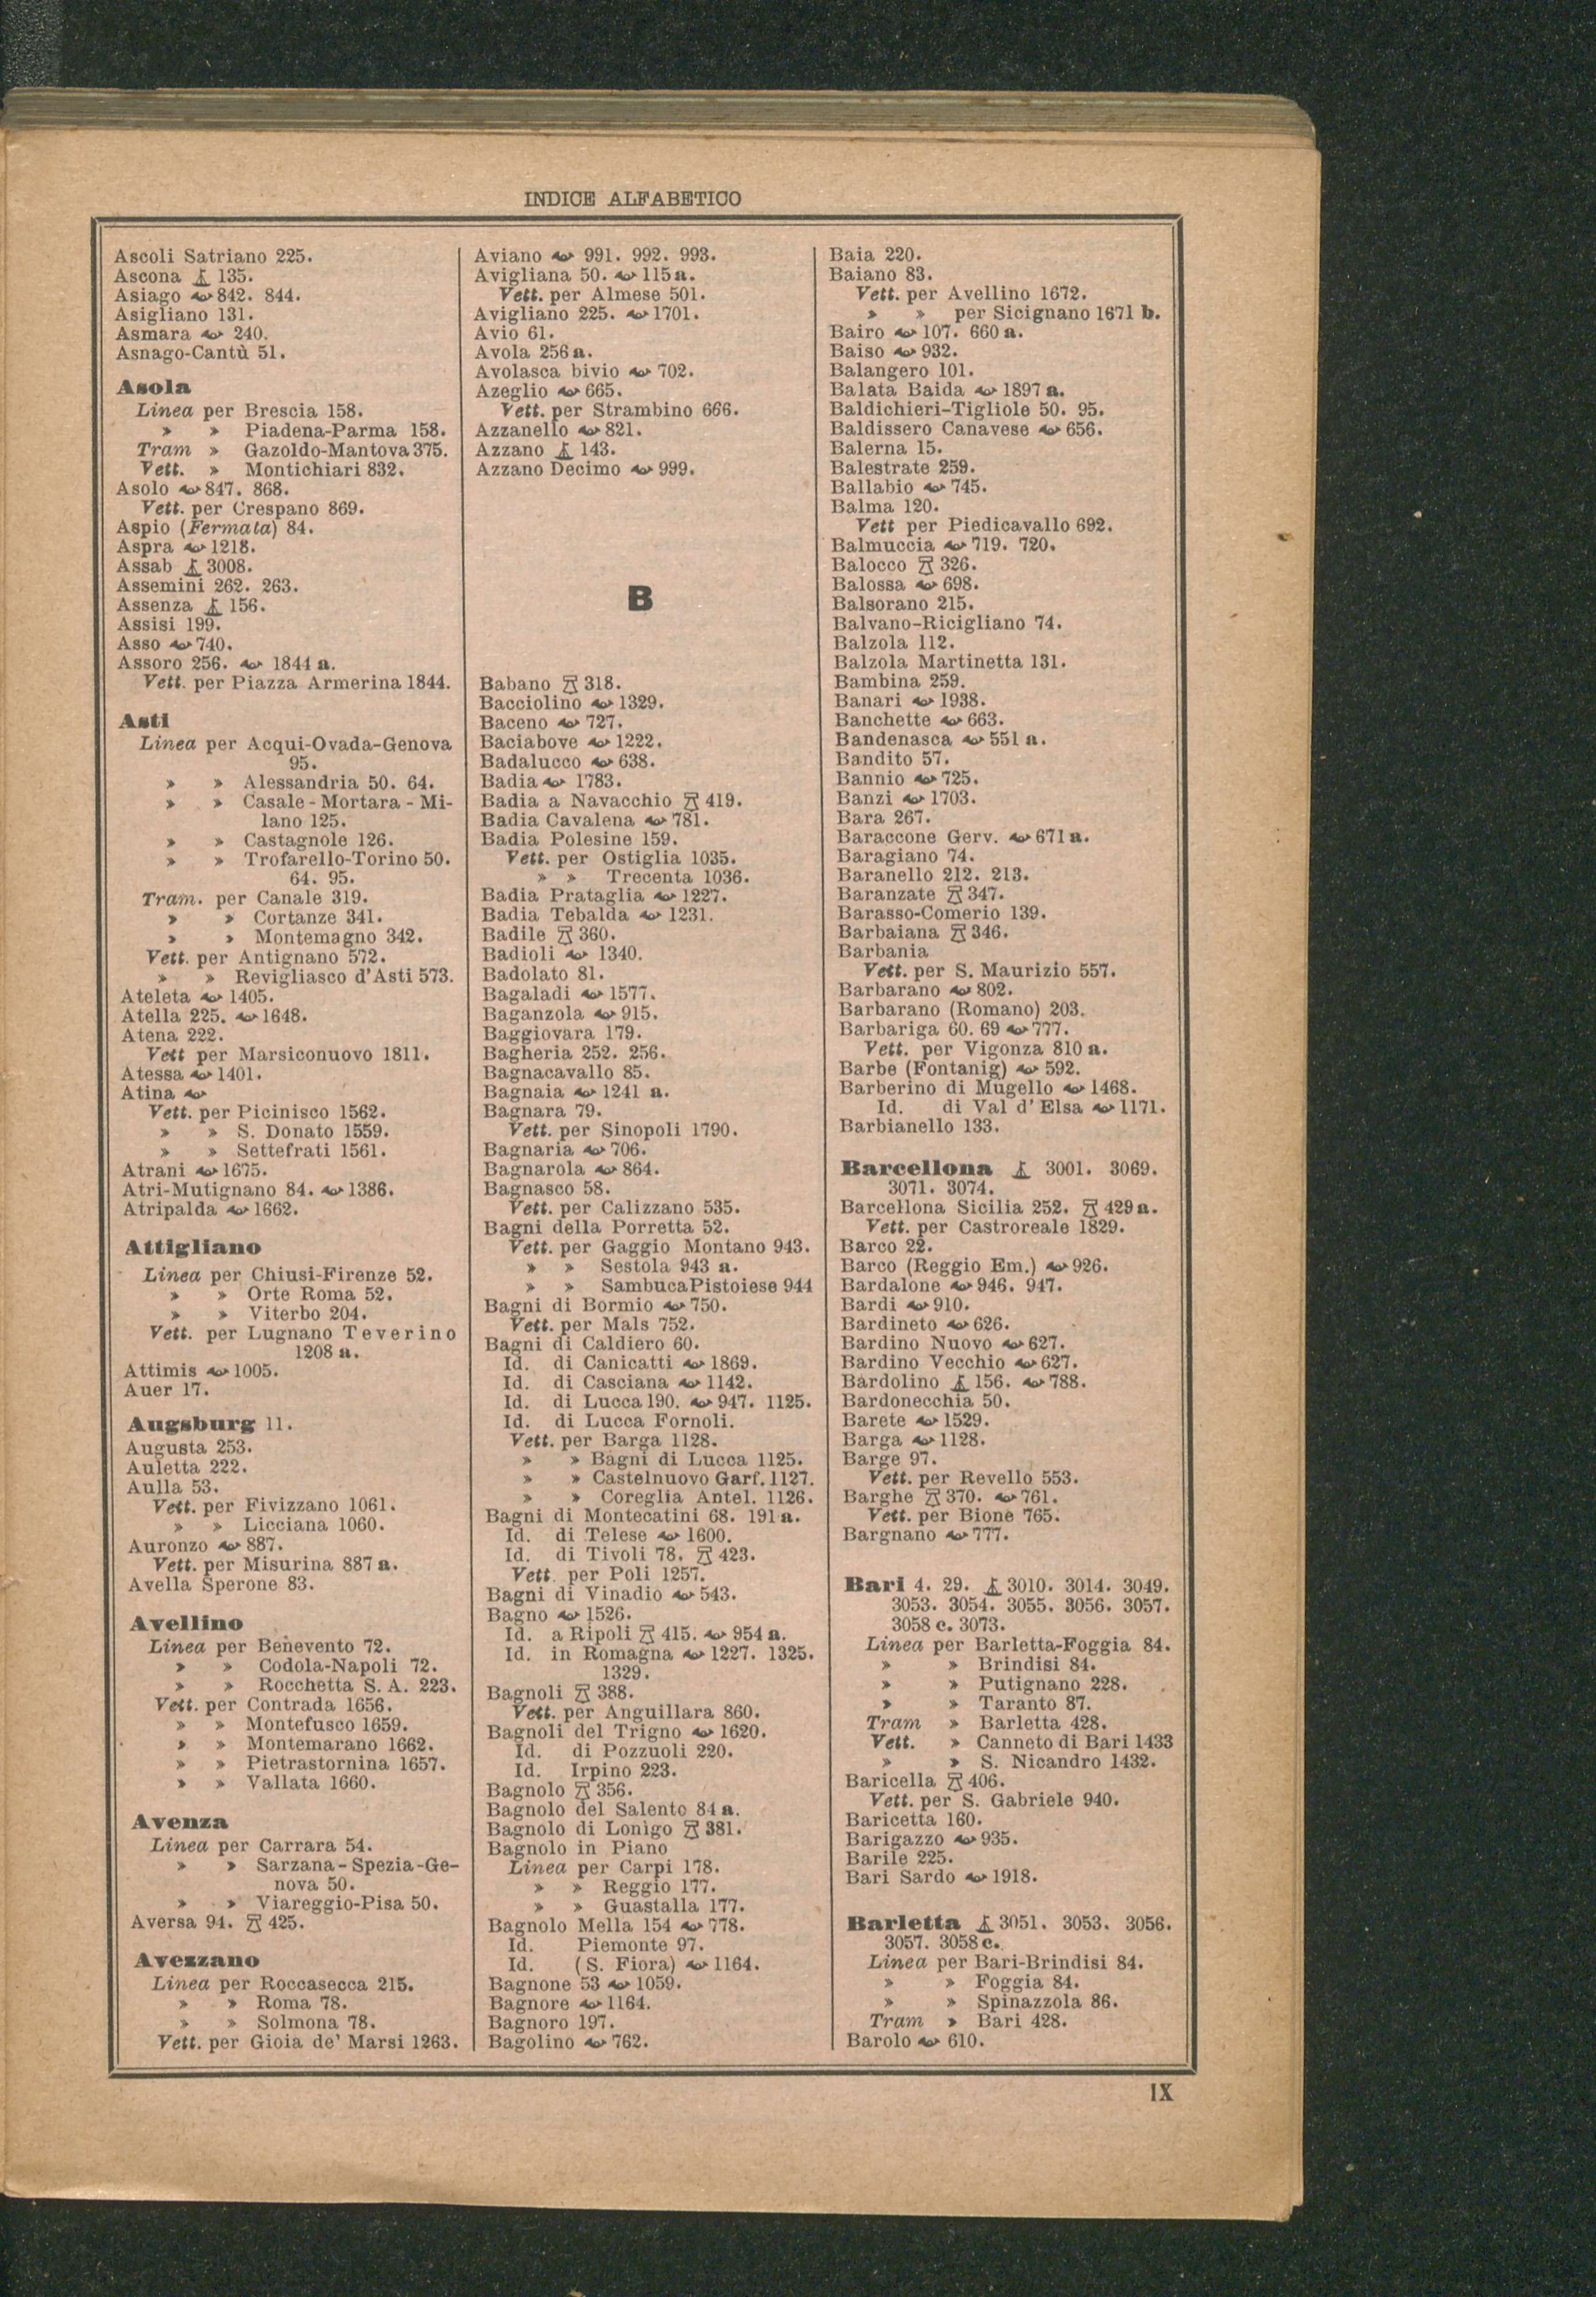 INDICE ALFABETICO
Ascoli Satriano 225.
Ascona 135.
Asiago 842. 844.
Asigliano 131.
Asmara 240.
Asnago-Cantù 51.
Asola
Linea per Brescia 158.
» » Piadena-Parma 158.
Tram » Gazoldo-Mantova 375.
Vett. » Montichiari 832.
Asolo 847. 868.
Vett. per Crespano 869.
Aspio (Fermata) 84.
Aspra 1218.
Assab 3008.
Assemini 262. 263.
Assenza 156.
Assisi 199.
Asso 740.
Assoro 256. 1844 a.
Vett. per Piazza Armerina 1844.
Asti
Linea per Acqui-Ovada-Genova
95.
» » Alessandria 50. 64.
» » Casale - Mortara - Mi-
lano 125.
» » Castagnole 126.
» » Trofarello-Torino 50.
64. 95.
Tram. per Canale 319.
» » Cortanze 341.
» » Montemagno 342.
Vett. per Antignano 572.
» » Revigliasco d'Asti 573.
Ateleta 1405.
Atella 225. 1648.
Atena 222.
Vett per Marsiconuovo 1811.
Atessa 1401.
Atina
Vett. per Picinisco 1562.
» » S. Donato 1559.
» » Settefrati 1561.
Atrani 1675.
Atri-Mutignano 84. 1386.
Atripalda 1662.
Attigliano
Linea per Chiusi-Firenze 52.
» » Orte Roma 52.
» » Viterbo 204.
Vett. per Lugnano Teverino
1208 a.
Attimis 1005.
Auer 17.
Augsburg 11.
Augusta 253.
Auletta 222.
Aulla 53.
Vett. per Fivizzano 1061.
» » Licciana 1060.
Auronzo 887.
Vett. per Misurina 887 a.
Avella Sperone 83.
Avellino
Linea per Benevento 72.
» » Codola-Napoli 72.
» » Rocchetta S. A. 223.
Vett. per Contrada 1656.
» » Montefusco 1659.
» » Montemarano 1662.
» » Pietrastornina 1657.
» » Vallata 1660.
Avenza
Linea per Carrara 54.
» » Sarzana - Spezia - Ge-
nova 50.
» » Viareggio-Pisa 50.
Aversa 94. 425.
Avezzano
Linea per Roccasecca 215.
» » Roma 78.
» » Solmona 78.
Vett. per Gioia de' Marsi 1263.
Aviano 991. 992. 993.
Avigliana 50. 115 a.
Vett. per Almese 501.
Avigliano 225. 1701.
Avio 61.
Avola 256 a.
Avolasca bivio 702.
Azeglio 665.
Vett. per Strambino 666.
Azzanello 821.
Azzano 143.
Azzano Decimo 999.
B
Babano 318.
Bacciolino 1329.
Baceno 727.
Baciabove 1222.
Badalucco 638.
Badia 1783.
Badia a Navacchio 419.
Badia Cavalena 781.
Badia Polesine 159.
Vett. per Ostiglia 1035.
» » Trecenta 1036.
Badia Prataglia 1227.
Badia Tebalda 1231.
Badile 360.
Badioli 1340.
Badolato 81.
Bagaladi 1577.
Baganzola 915.
Baggiovara 179.
Bagheria 252. 256.
Bagnacavallo 85.
Bagnaia 1241 a.
Bagnara 79.
Vett. per Sinopoli 1790.
Bagnaria 706.
Bagnarola 864.
Bagnasco 58.
Vett. per Calizzano 535.
Bagni della Porretta 52.
Vett. per Gaggio Montano 943.
» » Sestola 943 a.
» » Sambuca Pistoiese 944
Bagni di Bormio 750.
Vett. per Mals 752.
Bagni di Caldiero 60.
Id. di Canicatti 1869.
Id. di Casciana 1142.
Id. di Lucca 190. 947. 1125.
Id. di Lucca Fornoli.
Vett. per Barga 1128.
» » Bagni di Lucca 1125.
» » Castelnuovo Garf. 1127.
» » Coreglia Antel. 1126.
Bagni di Montecatini 68. 191 a.
Id. di Telese 1600.
Id. di Tivoli 78. 423.
Vett. per Poli 1257.
Bagni di Vinadio 543.
Bagno 1526.
Id. a Ripoli 415. 954 a.
Id. in Romagna 1227. 1325.
1329.
Bagnoli 388.
Vett. per Anguillara 860.
Bagnoli del Trigno 1620.
Id. di Pozzuoli 220.
Id. Irpino 223.
Bagnolo 356.
Bagnolo del Salento 84 a.
Bagnolo di Lonigo 381.
Bagnolo in Piano
Linea per Carpi 178.
» » Reggio 177.
» » Guastalla 177.
Bagnolo Mella 154 778.
Id. Piemonte 97.
Id. (S. Fiora) 1164.
Bagnone 53 1059.
Bagnore 1164.
Bagnoro 197.
Bagolino 762.
Baia 220.
Baiano 83.
Vett. per Avellino 1672.
» » per Sicignano 1671 b.
Bairo 107. 660 a.
Baiso 932.
Balangero 101.
Balata Baida 1897 a.
Baldichieri-Tigliole 50. 95.
Baldissero Canavese 656.
Balerna 15.
Balestrate 259.
Ballabio 745.
Balma 120.
Vett per Piedicavallo 692.
Balmuccia 719. 720.
Balocco 326.
Balossa 698.
Balsorano 215.
Balvano-Ricigliano 74.
Balzola 112.
Balzola Martinetta 131.
Bambina 259.
Banari 1938.
Banchette 663.
Bandenasca 551 a.
Bandito 57.
Bannio 725.
Banzi 1703.
Bara 267.
Baraccone Gerv. 671 a.
Baragiano 74.
Baranello 212. 213.
Baranzate 347.
Barasso-Comerio 139.
Barbaiana 346.
Barbania
Vett. per S. Maurizio 557.
Barbarano 802.
Barbarano (Romano) 203.
Barbariga 60. 69 777.
Vett. per Vigonza 810 a.
Barbe (Fontanig) 592.
Barberino di Mugello 1468.
Id. di Val d'Elsa 1171.
Barbianello 133.
Barcellona 3001. 3069.
3071. 3074.
Barcellona Sicilia 252. 429 a.
Vett. per Castroreale 1829.
Barco 22.
Barco (Reggio Em.) 926.
Bardalone 946. 947.
Bardi 910.
Bardineto 626.
Bardino Nuovo 627.
Bardino Vecchio 627.
Bardolino 156. 788.
Bardonecchia 50.
Barete 1529.
Barga 1128.
Barge 97.
Vett. per Revello 553.
Barghe 370. 761.
Vett. per Bione 765.
Bargnano 777.
Bari 4. 29. 3010. 3014. 3049.
3053. 3054. 3055. 3056. 3057.
3058 c. 3073.
Linea per Barletta-Foggia 84.
» » Brindisi 84.
» » Putignano 228.
» » Taranto 87.
Tram » Barletta 428.
Vett. » Canneto di Bari 1433
» » S. Nicandro 1432.
Baricella 406.
Vett. per S. Gabriele 940.
Baricetta 160.
Barigazzo 935.
Barile 225.
Bari Sardo 1918.
Barletta 3051. 3053. 3056.
3057. 3058 c.
Linea per Bari-Brindisi 84.
» » Foggia 84.
» » Spinazzola 86.
Tram » Bari 428.
Barolo 610.
IX